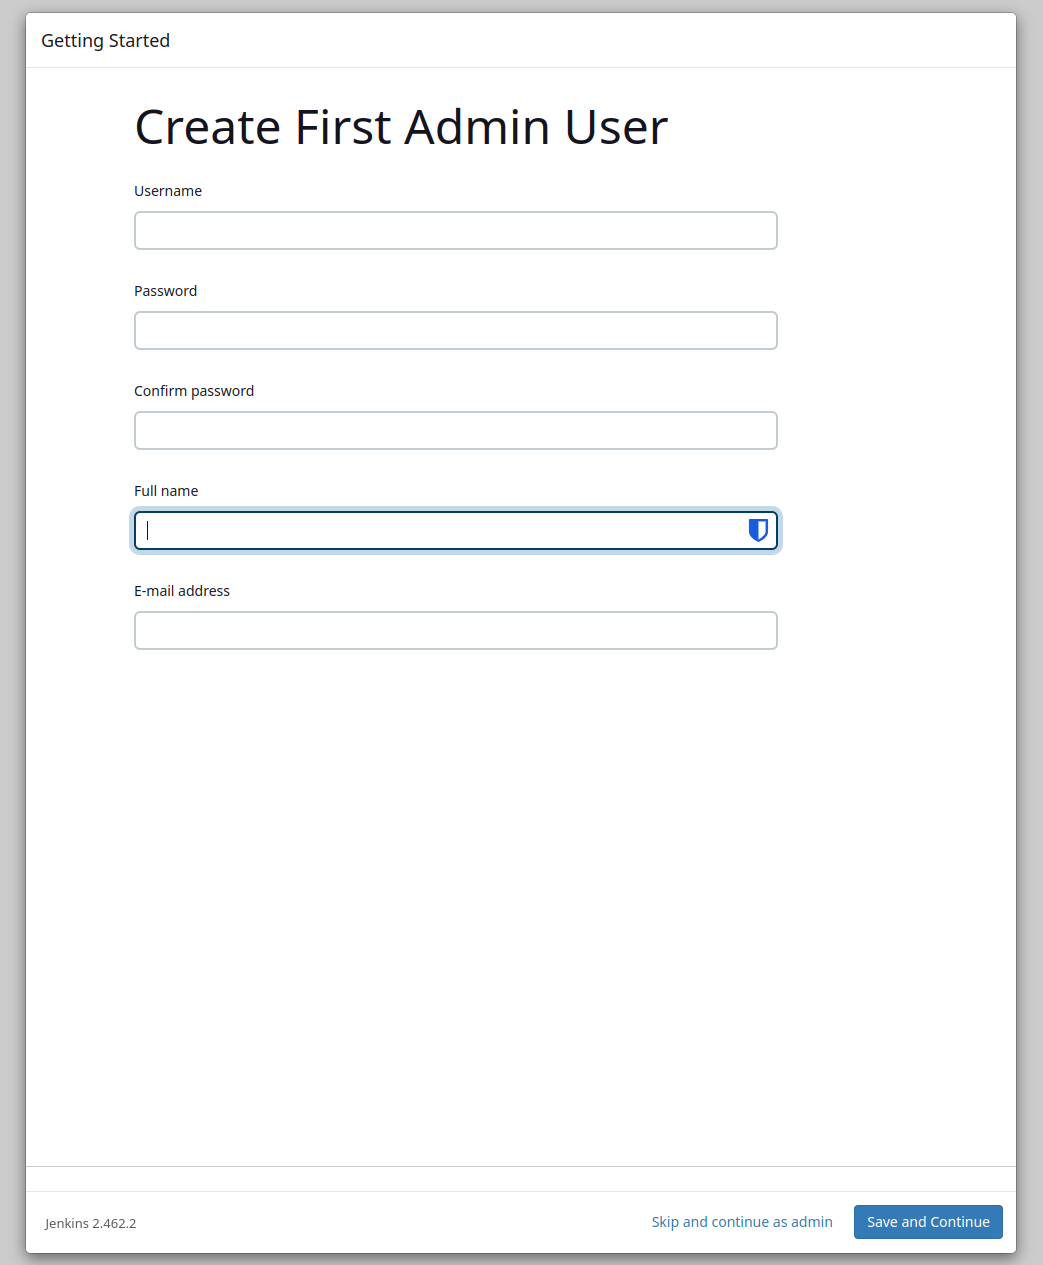 Getting Started
Create First Admin User
Username
Password
Confirm password
Full name
E-mail address
Jenkins 2.462.2
Skip and continue as admin
Save and Continue